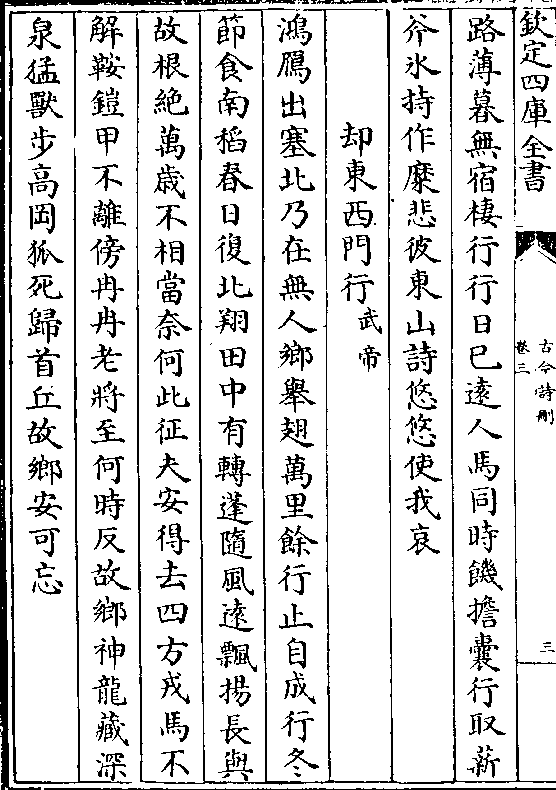 欽定四庫全書
古今詩刪
卷三
三
路薄暮無宿棲行行日已遠人馬同時饑擔囊行取薪
斧氷持作糜悲彼東山詩悠悠使我哀
却東西門行武帝
鴻鴈出塞北乃在無人鄉舉翅萬里餘行止自成行冬
節食南稻春日復北翔田中有轉蓬隨風逺飄揚長與
故根絶萬歲不相當奈何此征夫安得去四方戎馬不
解鞍鎧甲不離傍冉冉老將至何時反故鄉神龍藏深
泉猛獸步高岡狐死歸首丘故鄉安可忘